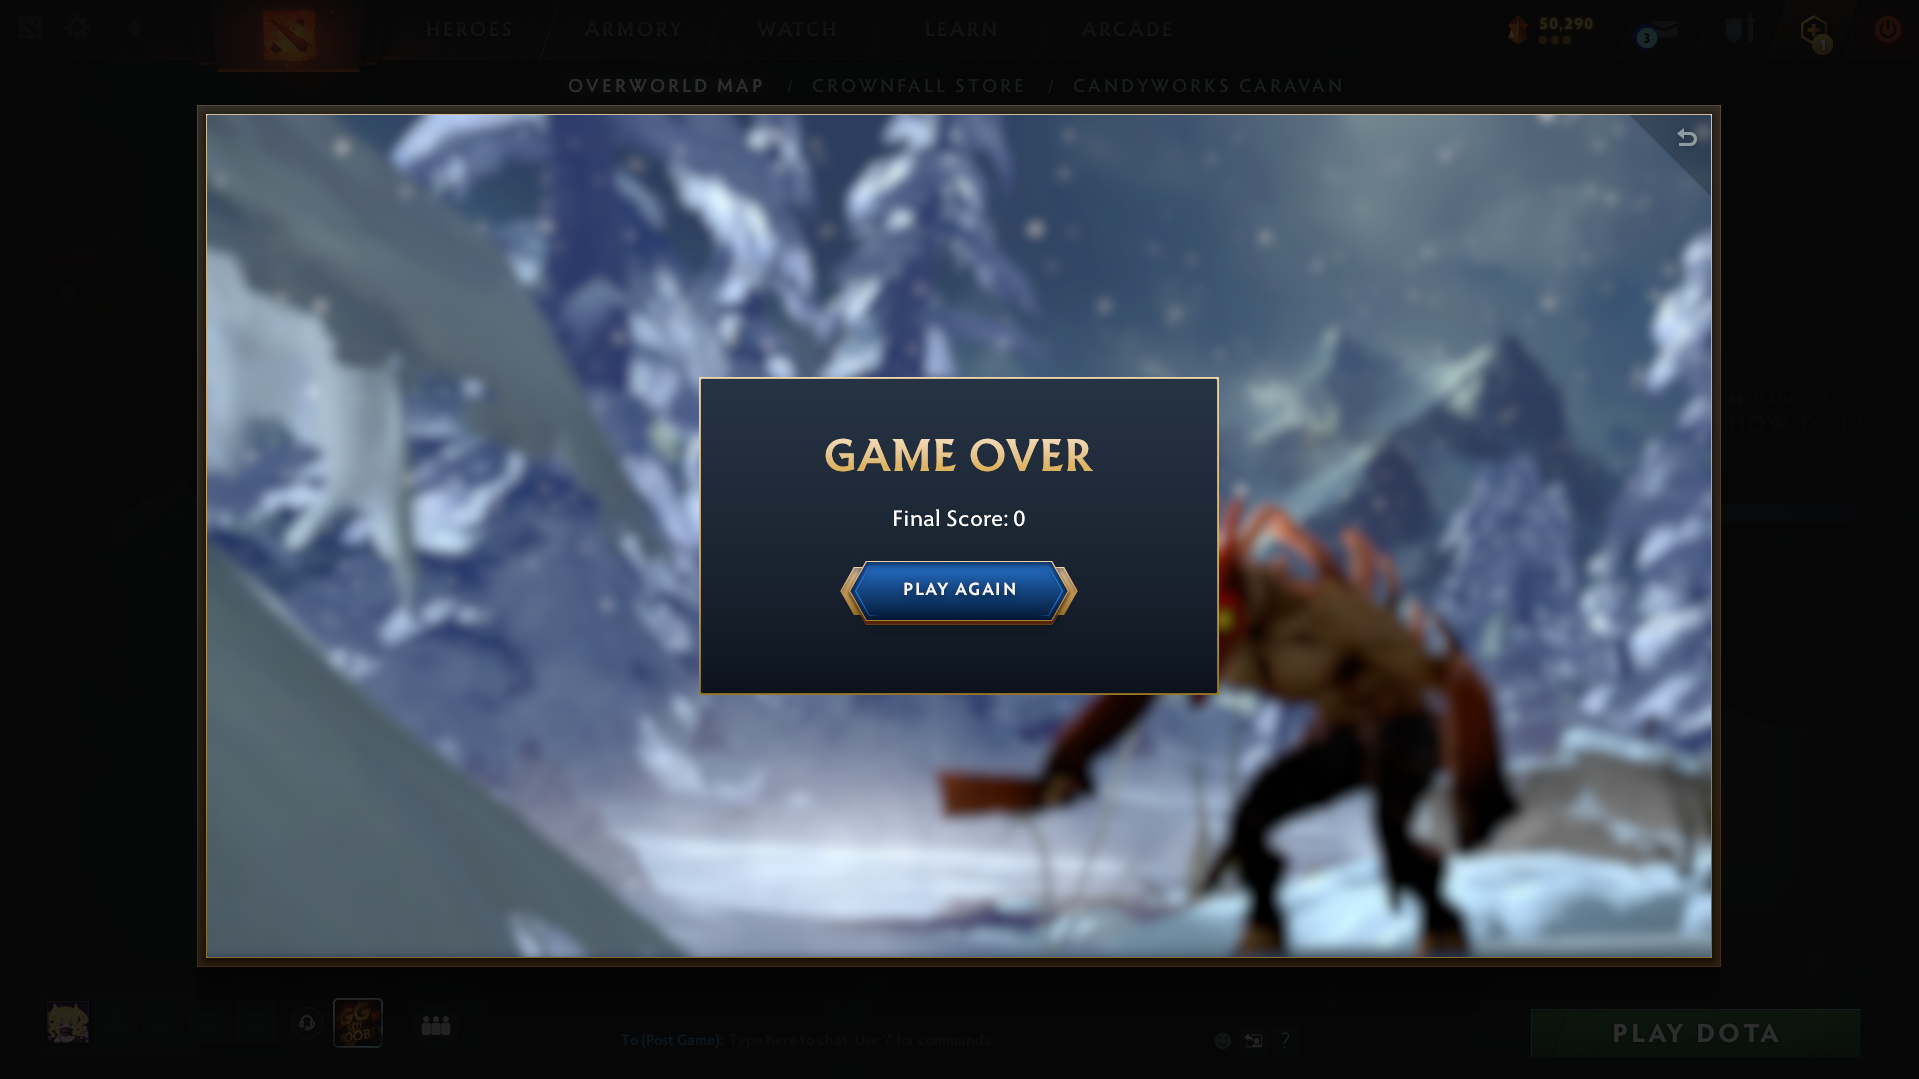 HEROES ARMORY WATCH LEARN ARCADE
50,290
3
1
OVERWORLD MAP / CROWNFALL STORE / CANDYWORKS CARAVAN
GAME OVER
Final Score: 0
PLAY AGAIN
To (Post Game): Type here to chat. Use '/' for commands.
?
PLAY DOTA